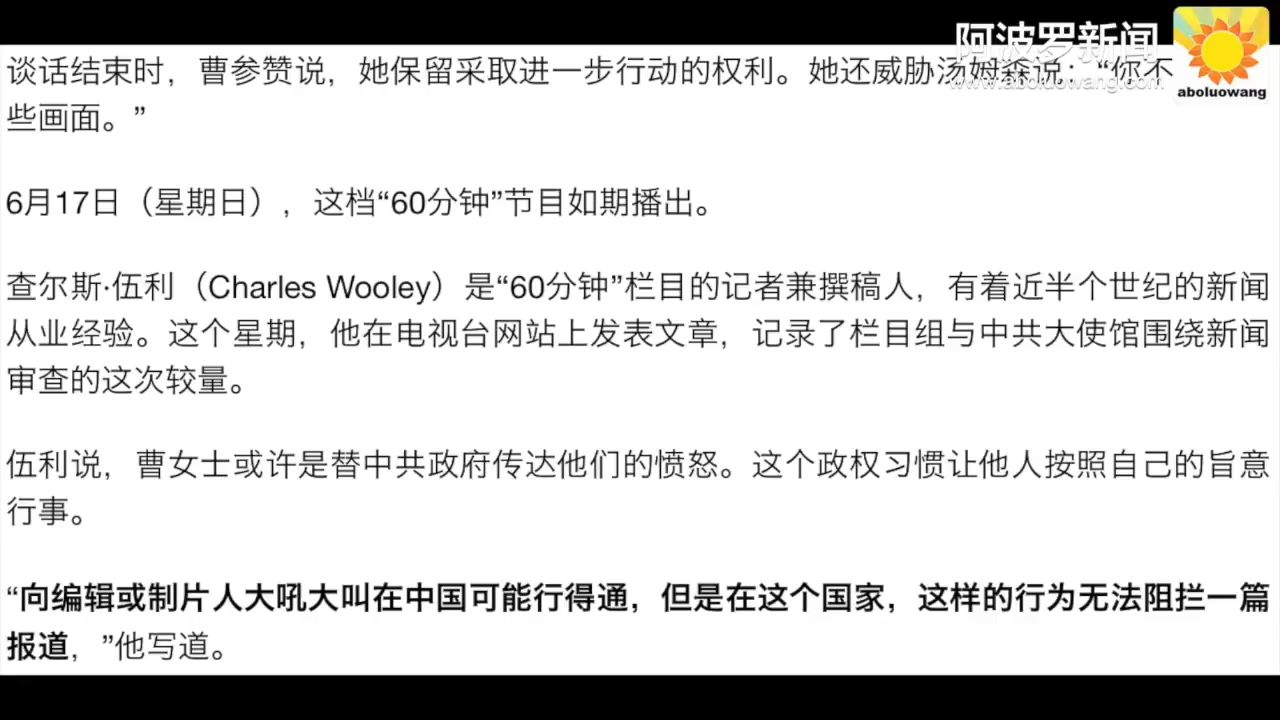 阿波罗新闻
www.aboluowang.com
aboluowang
谈话结束时，曹参赞说，她保留采取进一步行动的权利。她还威胁汤姆森说：“你不
些画面。”
6月17日（星期日），这档“60分钟”节目如期播出。
查尔斯·伍利（Charles Wooley）是“60分钟”栏目的记者兼撰稿人，有着近半个世纪的新闻
从业经验。这个星期，他在电视台网站上发表文章，记录了栏目组与中共大使馆围绕新闻
审查的这次较量。
伍利说，曹女士或许是替中共政府传达他们的愤怒。这个政权习惯让他人按照自己的旨意
行事。
“向编辑或制片人大吼大叫在中国可能行得通，但是在这个国家，这样的行为无法阻拦一篇
报道，”他写道。